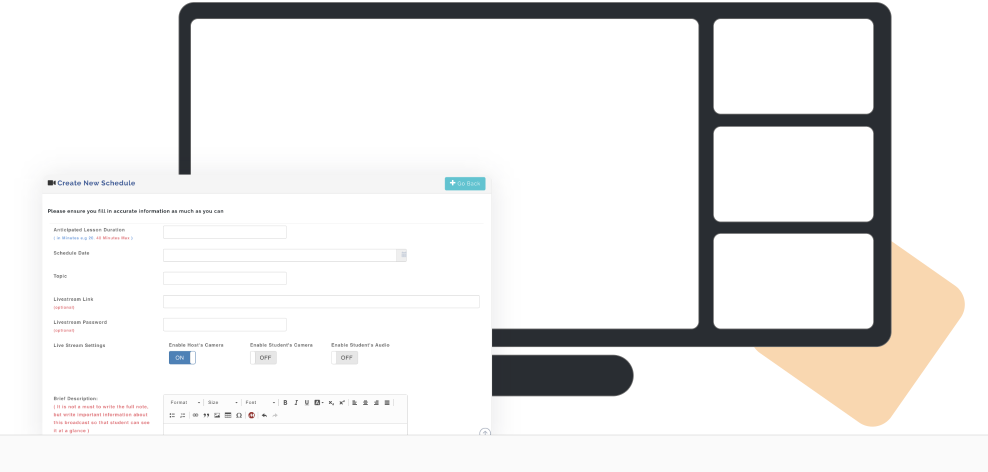 Create New Schedule
Go Back
Please ensure you fill in accurate information as much as you can
Anticipated Lesson Duration
( in Minutes e.g 25. 45 Minutes Max )
Schedule Date
Topic
Livestream Link
(optional)
Livestream Password
(optional)
Live Stream Settings
Enable Host's Camera
Enable Student's Camera
Enable Student's Audio
ON
OFF
OFF
Brief Description:
( It is not a must to write the full note,
but write important information about
this broadcast so that student can see
it at a glance )
Format
Size
Font